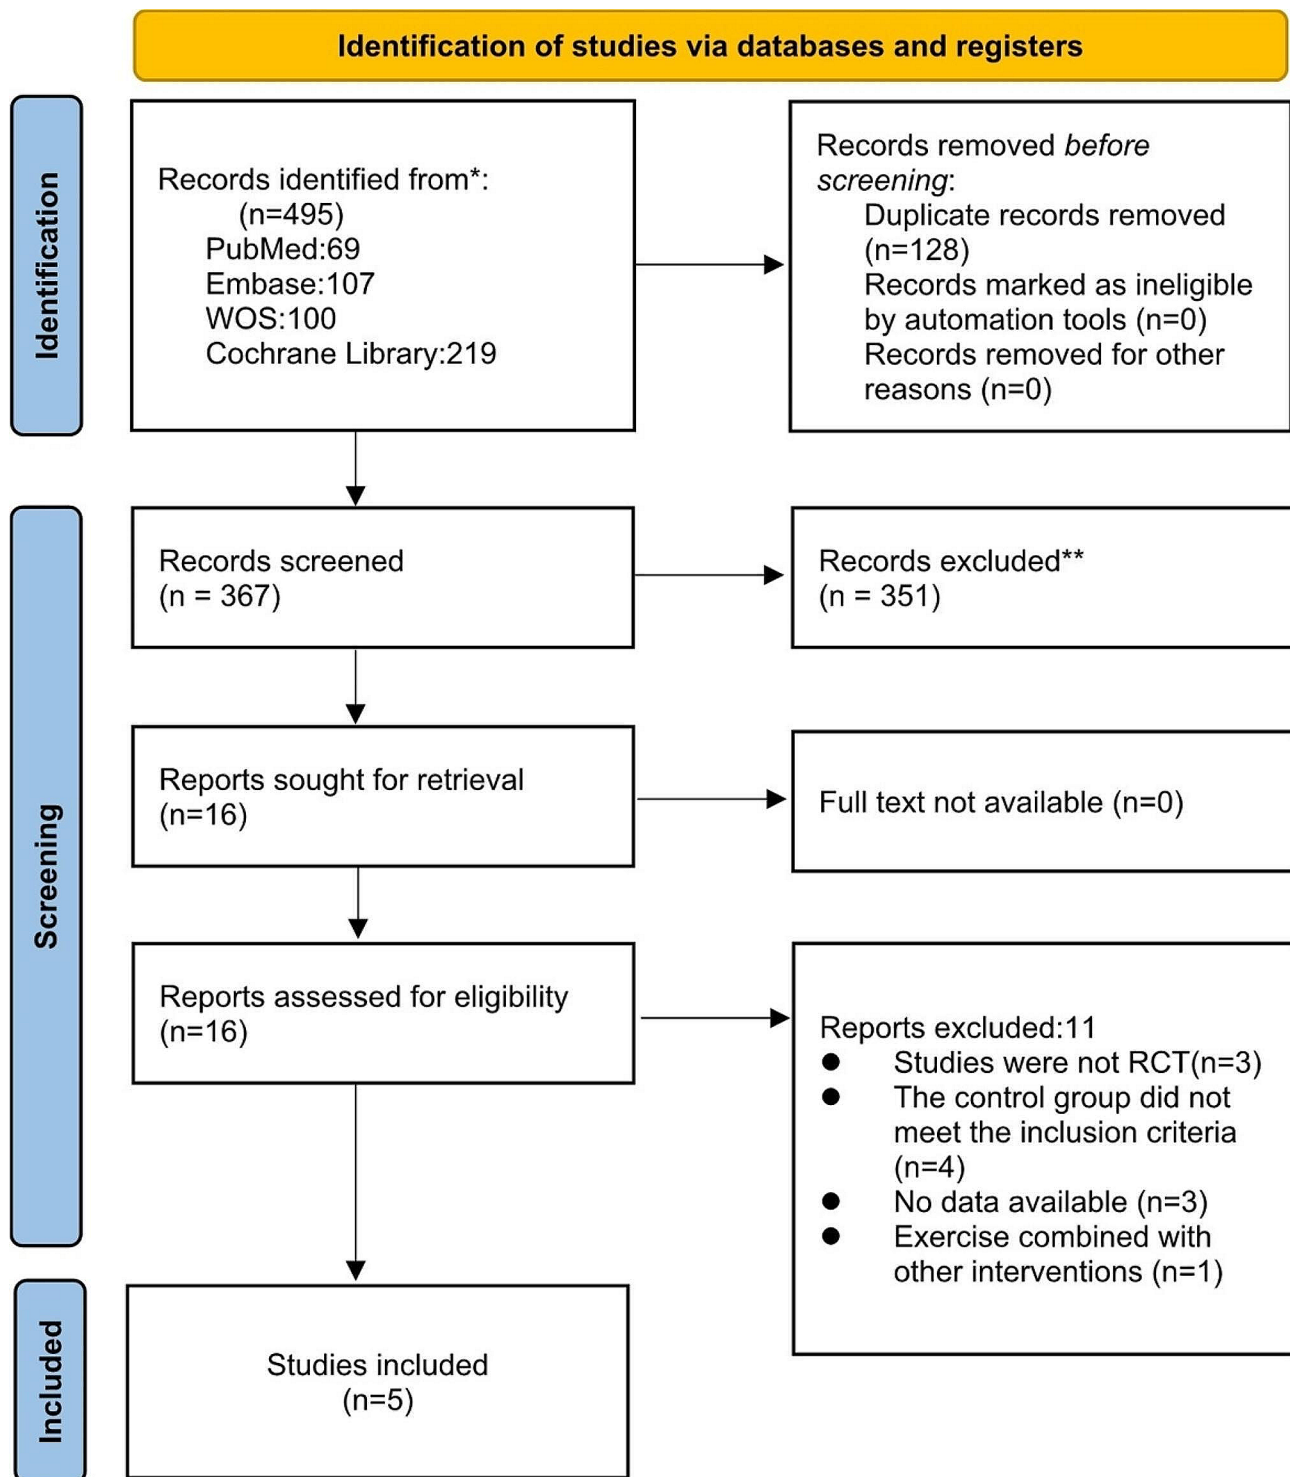 Identification of studies via databases and registers
Identification
Records identified from*:
(n=495)
PubMed:69
Embase:107
WOS:100
Cochrane Library:219
Records removed before
screening:
Duplicate records removed
(n=128)
Records marked as ineligible
by automation tools (n=0)
Records removed for other
reasons (n=0)
Screening
Records screened
(n = 367)
Records excluded**
(n = 351)
Reports sought for retrieval
(n=16)
Full text not available (n=0)
Reports assessed for eligibility
(n=16)
Reports excluded:11
● Studies were not RCT(n=3)
● The control group did not
meet the inclusion criteria
(n=4)
● No data available (n=3)
● Exercise combined with
other interventions (n=1)
Included
Studies included
(n=5)